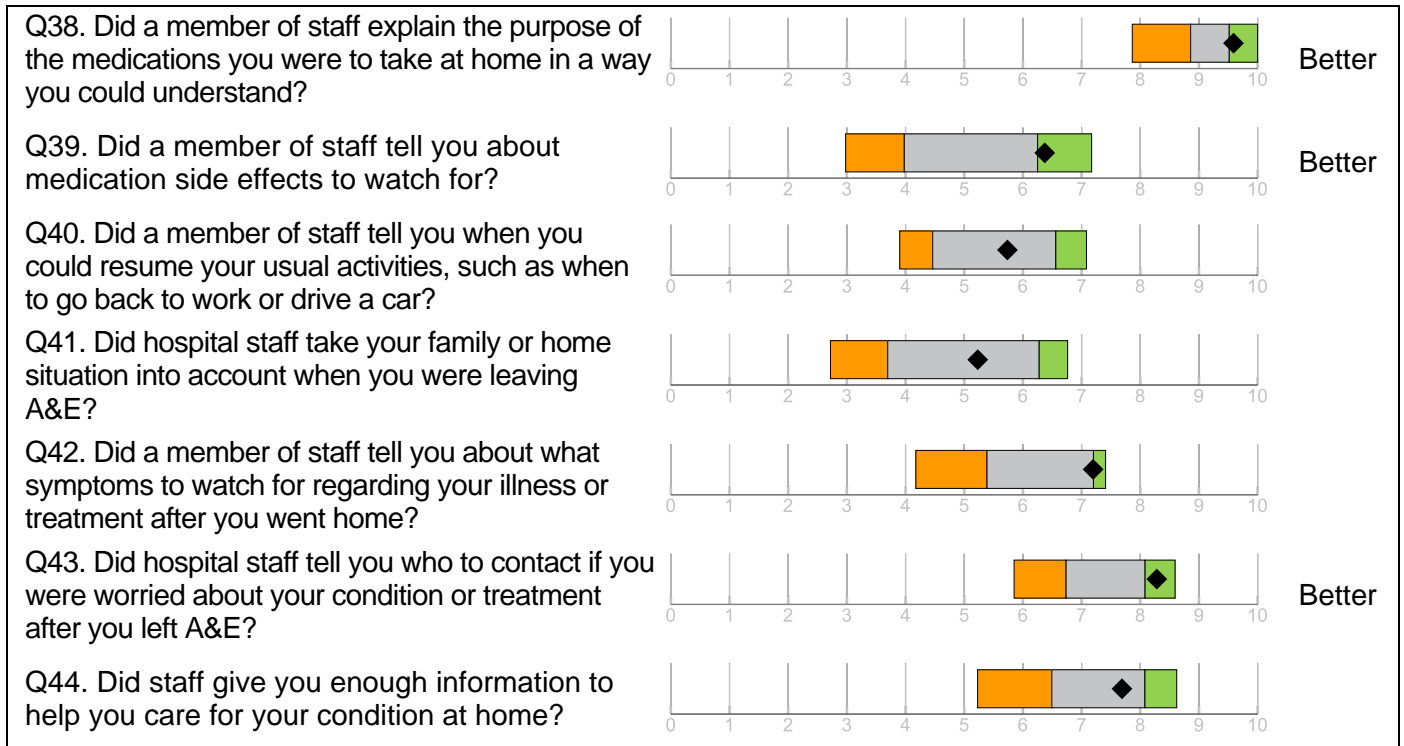 Q38. Did a member of staff explain the purpose of
the medications you were to take at home in a way
you could understand?
0 1 2 3 4 5 6 7 8 9 10
Better
Q39. Did a member of staff tell you about
medication side effects to watch for?
0 1 2 3 4 5 6 7 8 9 10
Better
Q40. Did a member of staff tell you when you
could resume your usual activities, such as when
to go back to work or drive a car?
0 1 2 3 4 5 6 7 8 9 10
Q41. Did hospital staff take your family or home
situation into account when you were leaving
A&E?
0 1 2 3 4 5 6 7 8 9 10
Q42. Did a member of staff tell you about what
symptoms to watch for regarding your illness or
treatment after you went home?
0 1 2 3 4 5 6 7 8 9 10
Q43. Did hospital staff tell you who to contact if you
were worried about your condition or treatment
after you left A&E?
0 1 2 3 4 5 6 7 8 9 10
Better
Q44. Did staff give you enough information to
help you care for your condition at home?
0 1 2 3 4 5 6 7 8 9 10